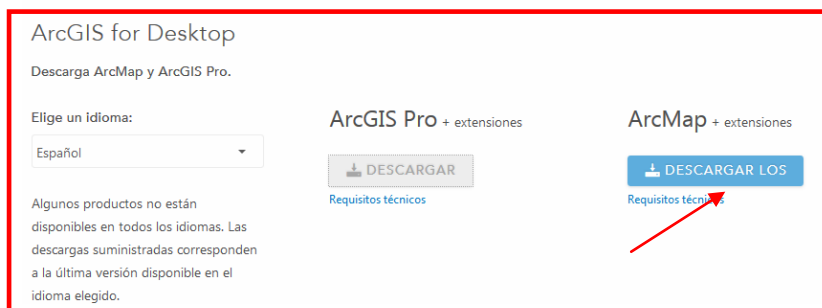 ArcGIS for Desktop
Descarga ArcMap y ArcGIS Pro.
Elige un idioma:
Español
Algunos productos no están
disponibles en todos los idiomas. Las
descargas suministradas corresponden
a la última versión disponible en el
idioma elegido.
ArcGIS Pro + extensiones
DESCARGAR
Requisitos técnicos
ArcMap + extensiones
DESCARGAR LOS
Requisitos técnicos